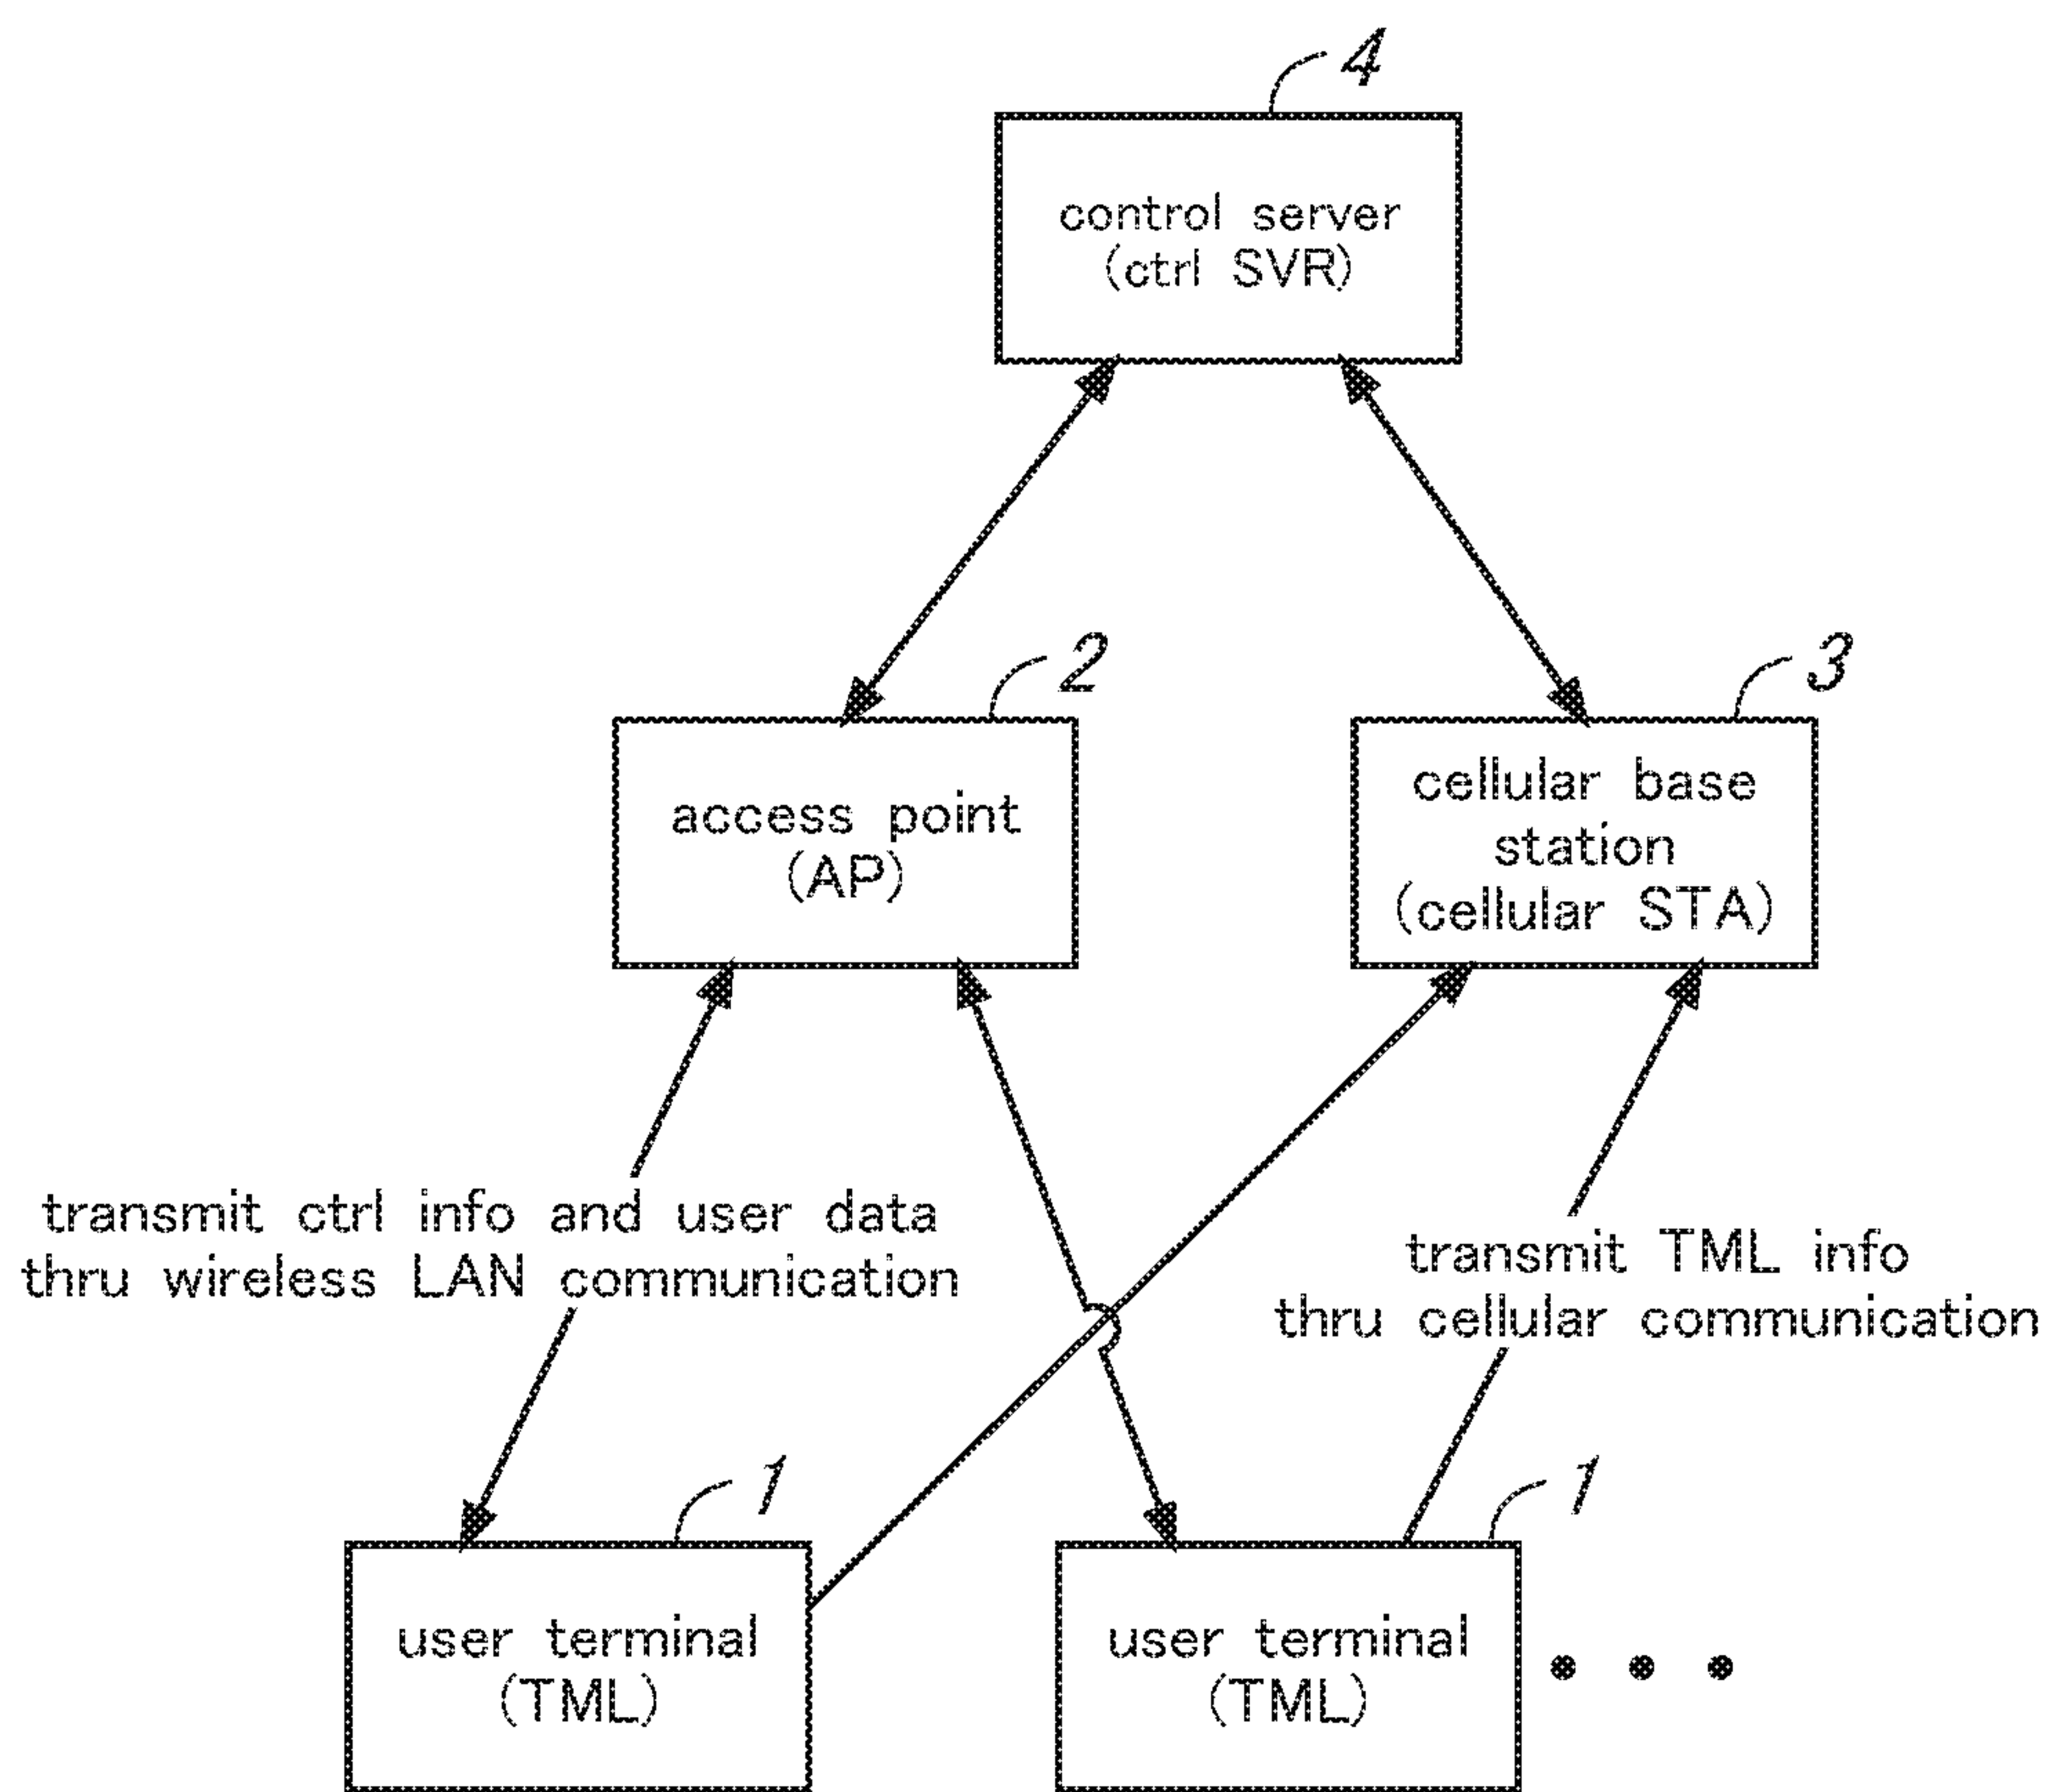 4
control server
(ctrl SVR)
2
3
access point
(AP)
cellular base
station
(cellular STA)
transmit ctrl info and user data
thru wireless LAN communication
transmit TML info
thru cellular communication
1
1
user terminal
(TML)
user terminal
(TML)
• • •